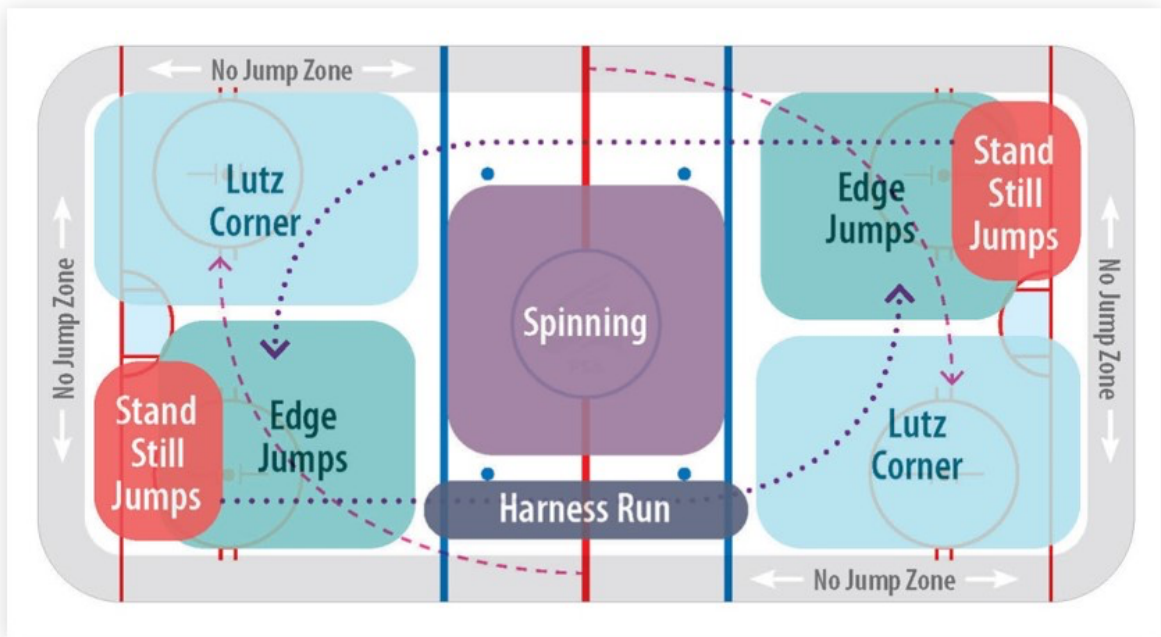 No Jump Zone
Lutz
Corner
Edge
Jumps
Stand
Still
Jumps
No Jump Zone
Spinning
No Jump Zone
Stand
Still
Jumps
Edge
Jumps
Lutz
Corner
Harness Run
No Jump Zone